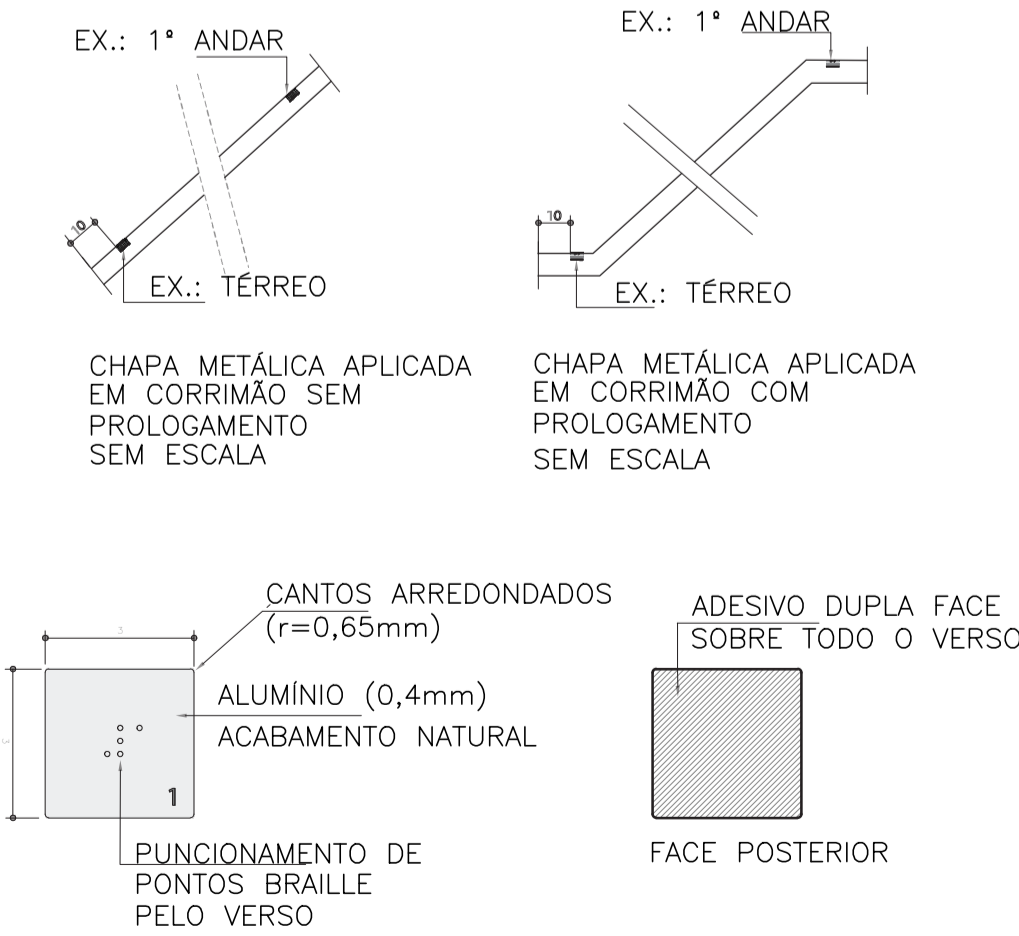 EX.: 1º ANDAR
10
EX.: TÉRREO
CHAPA METÁLICA APLICADA
EM CORRIMÃO SEM
PROLOGAMENTO
SEM ESCALA
EX.: 1º ANDAR
10
EX.: TÉRREO
CHAPA METÁLICA APLICADA
EM CORRIMÃO COM
PROLOGAMENTO
SEM ESCALA
CANTOS ARREDONDADOS
(r=0,65mm)
3
3
ALUMÍNIO (0,4mm)
ACABAMENTO NATURAL
1
PUNCIONAMENTO DE
PONTOS BRAILLE
PELO VERSO
ADESIVO DUPLA FACE
SOBRE TODO O VERSO
FACE POSTERIOR